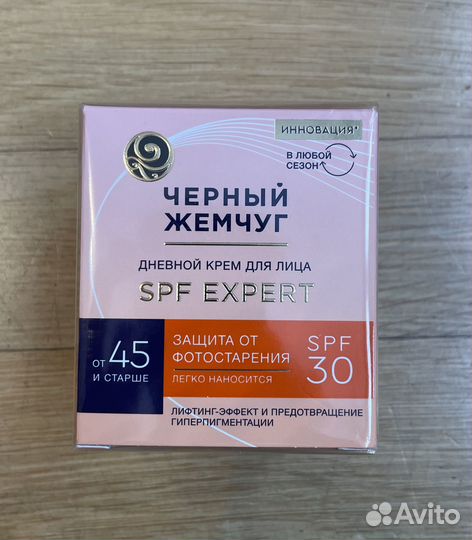 ИННОВАЦИЯ*
В ЛЮБОЙ
СЕЗОН
ЧЕРНЫЙ
ЖЕМЧУГ
ДНЕВНОЙ КРЕМ ДЛЯ ЛИЦА
SPF EXPERT
от 45
И СТАРШЕ
ЗАЩИТА ОТ
ФОТОСТАРЕНИЯ
ЛЕГКО НАНОСИТСЯ
SPF
30
ЛИФТИНГ-ЭФФЕКТ И ПРЕДОТВРАЩЕНИЕ
ГИПЕРПИГМЕНТАЦИИ
Avito